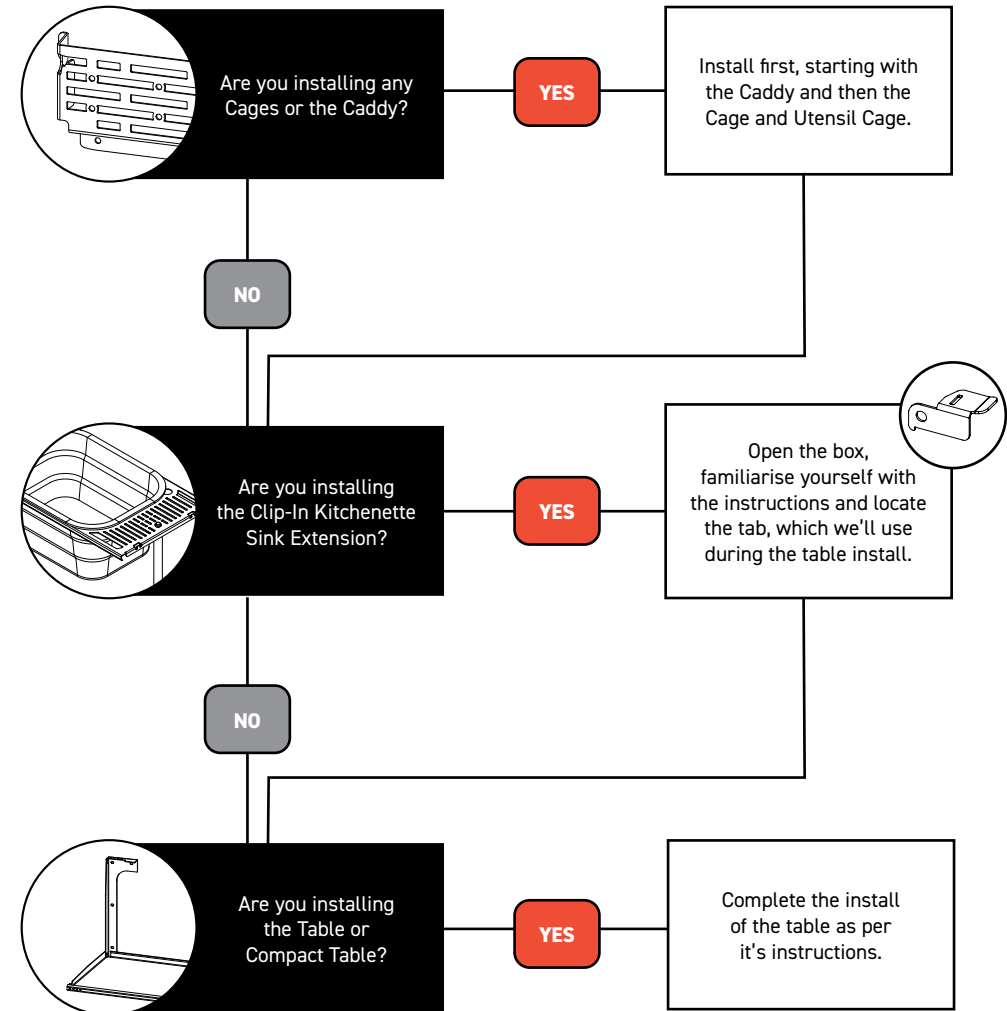 Are you installing any
Cages or the Caddy?
YES
Install first, starting with
the Caddy and then the
Cage and Utensil Cage.
NO
Are you installing
the Clip-In Kitchenette
Sink Extension?
YES
Open the box,
familiarise yourself with
the instructions and locate
the tab, which we'll use
during the table install.
NO
Are you installing
the Table or
Compact Table?
YES
Complete the install
of the table as per
it's instructions.